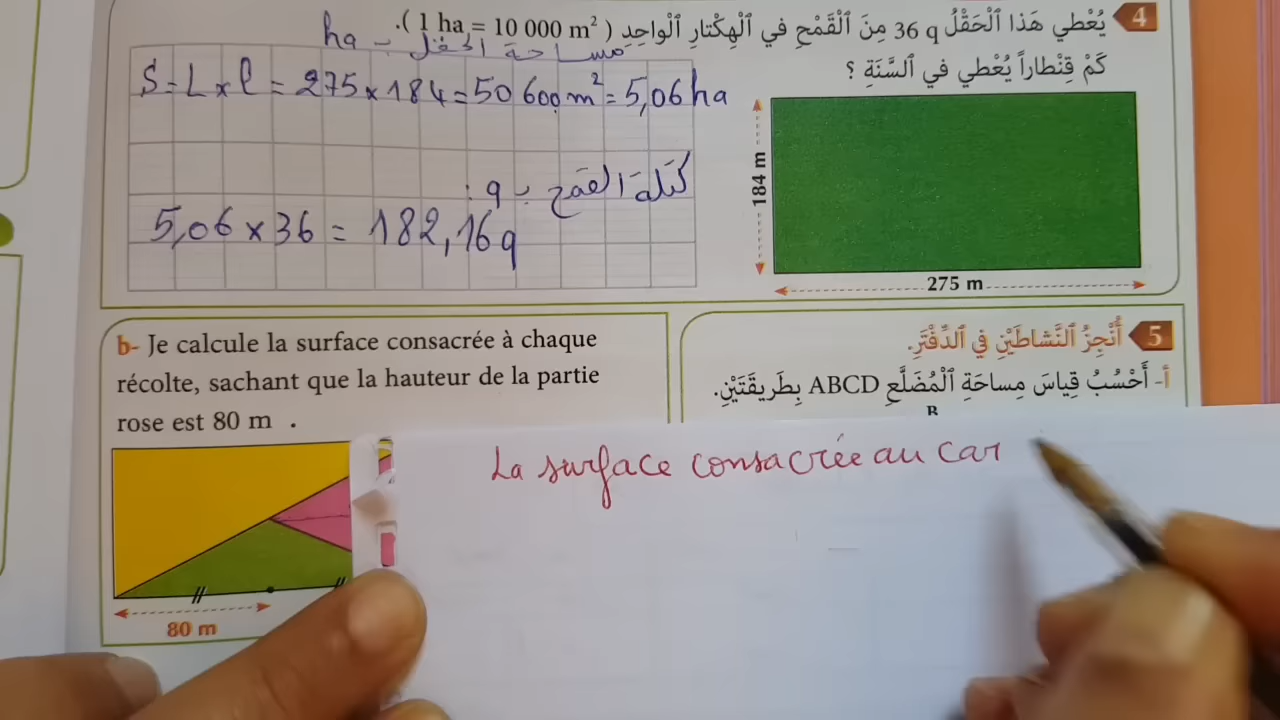 4 يُعْطي هَذا ٱلْحَقْلُ 36 q مِنَ ٱلْقَمْحِ في ٱلْهِكْتارِ ٱلْواحِدِ ( 1 ha = 10 000 m² ).
كَمْ قِنْطاراً يُعْطي في ٱلسَّنَةِ ؟
مساحة الحقل بـ ha
S = L x l = 275 x 184 = 50 600 m² = 5,06 ha
كتلة القمح بـ q :
5,06 x 36 = 182,16 q
184 m
275 m
5 أُنْجِزُ ٱلنَّشاطَيْنِ في ٱلدَّفْتَرِ.
أ- أَحْسُبُ قِياسَ مِساحَةِ ٱلْمُضَلَّعِ ABCD بِطَريقَتَيْنِ.
B
b- Je calcule la surface consacrée à chaque
récolte, sachant que la hauteur de la partie
rose est 80 m .
80 m
La surface consacrée au car